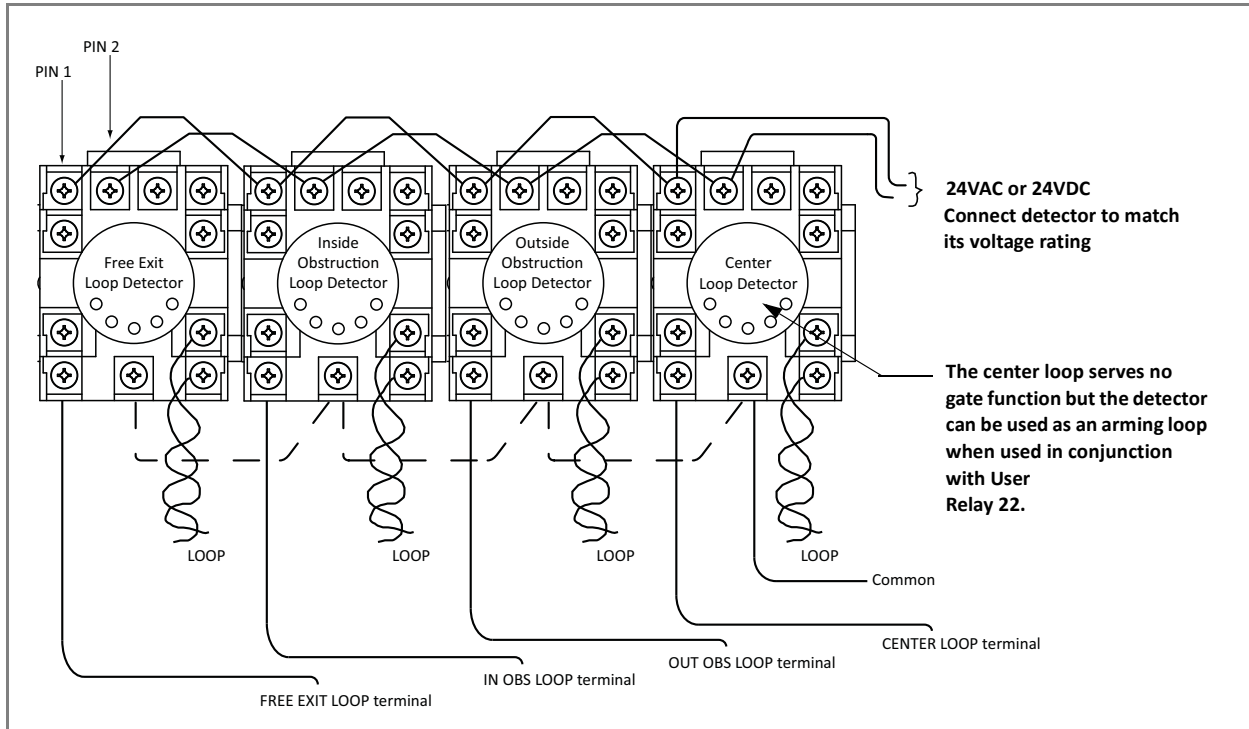 PIN 2
PIN 1
24VAC or 24VDC
Connect detector to match
its voltage rating
Free Exit
Loop Detector
Inside
Obstruction
Loop Detector
Outside
Obstruction
Loop Detector
Center
Loop Detector
The center loop serves no
gate function but the detector
can be used as an arming loop
when used in conjunction
with User
Relay 22.
LOOP
LOOP
LOOP
LOOP
Common
CENTER LOOP terminal
OUT OBS LOOP terminal
IN OBS LOOP terminal
FREE EXIT LOOP terminal